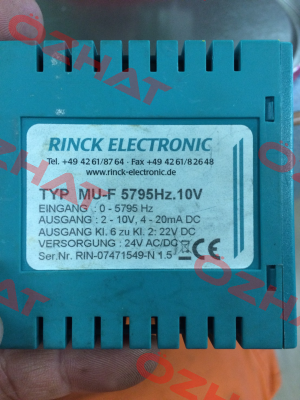 OZHAT
RINCK ELECTRONIC
Tel. +49 4261/8764 · Fax +49 4261/82648
www.rinck-electronic.de
TYP MU-F 5795Hz.10V
EINGANG : 0 - 5795 Hz
AUSGANG : 2 - 10V, 4 - 20mA DC
AUSGANG Kl. 6 zu Kl. 2: 22V DC
VERSORGUNG : 24V AC/DC
Ser.Nr. RIN-07471549-N 1.5
CE